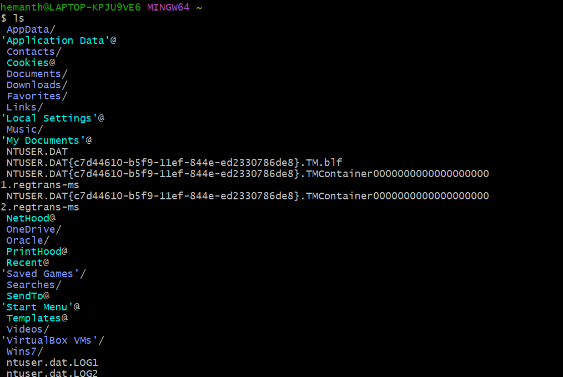 hemanth@LAPTOP-KPJU9VE6 MINGW64 ~
$ ls
AppData/
'Application Data'@
Contacts/
Cookies@
Documents/
Downloads/
Favorites/
Links/
'Local Settings'@
Music/
'My Documents'@
NTUSER.DAT
NTUSER.DAT{c7d44610-b5f9-11ef-844e-ed2330786de8}.TM.blf
NTUSER.DAT{c7d44610-b5f9-11ef-844e-ed2330786de8}.TMContainer0000000000000000000
1.regtrans-ms
NTUSER.DAT{c7d44610-b5f9-11ef-844e-ed2330786de8}.TMContainer0000000000000000000
2.regtrans-ms
NetHood@
OneDrive/
Oracle/
PrintHood@
Recent@
'Saved Games'/
Searches/
SendTo@
'Start Menu'@
Templates@
Videos/
'VirtualBox VMs'/
Wins7/
ntuser.dat.LOG1
ntuser.dat.LOG2